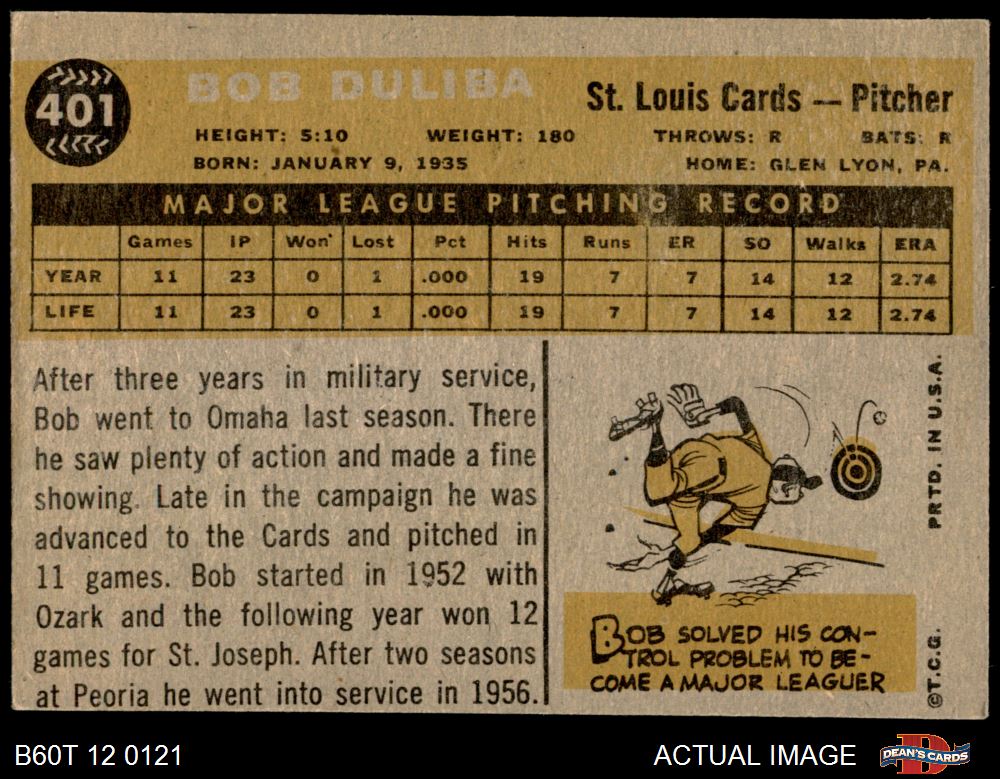 401
BOB DULIBA
St. Louis Cards — Pitcher
HEIGHT: 5:10 WEIGHT: 180 THROWS: R BATS: R
BORN: JANUARY 9, 1935 HOME: GLEN LYON, PA.
MAJOR LEAGUE PITCHING RECORD
Games IP Won Lost Pct Hits Runs ER SO Walks ERA
YEAR 11 23 0 1 .000 19 7 7 14 12 2.74
LIFE 11 23 0 1 .000 19 7 7 14 12 2.74
After three years in military service,
Bob went to Omaha last season. There
he saw plenty of action and made a fine
showing. Late in the campaign he was
advanced to the Cards and pitched in
11 games. Bob started in 1952 with
Ozark and the following year won 12
games for St. Joseph. After two seasons
at Peoria he went into service in 1956.
BOB SOLVED HIS CON-
TROL PROBLEM TO BE-
COME A MAJOR LEAGUER
©T.C.G. PRTD. IN U.S.A.
B60T 12 0121
ACTUAL IMAGE
DEAN'S CARDS